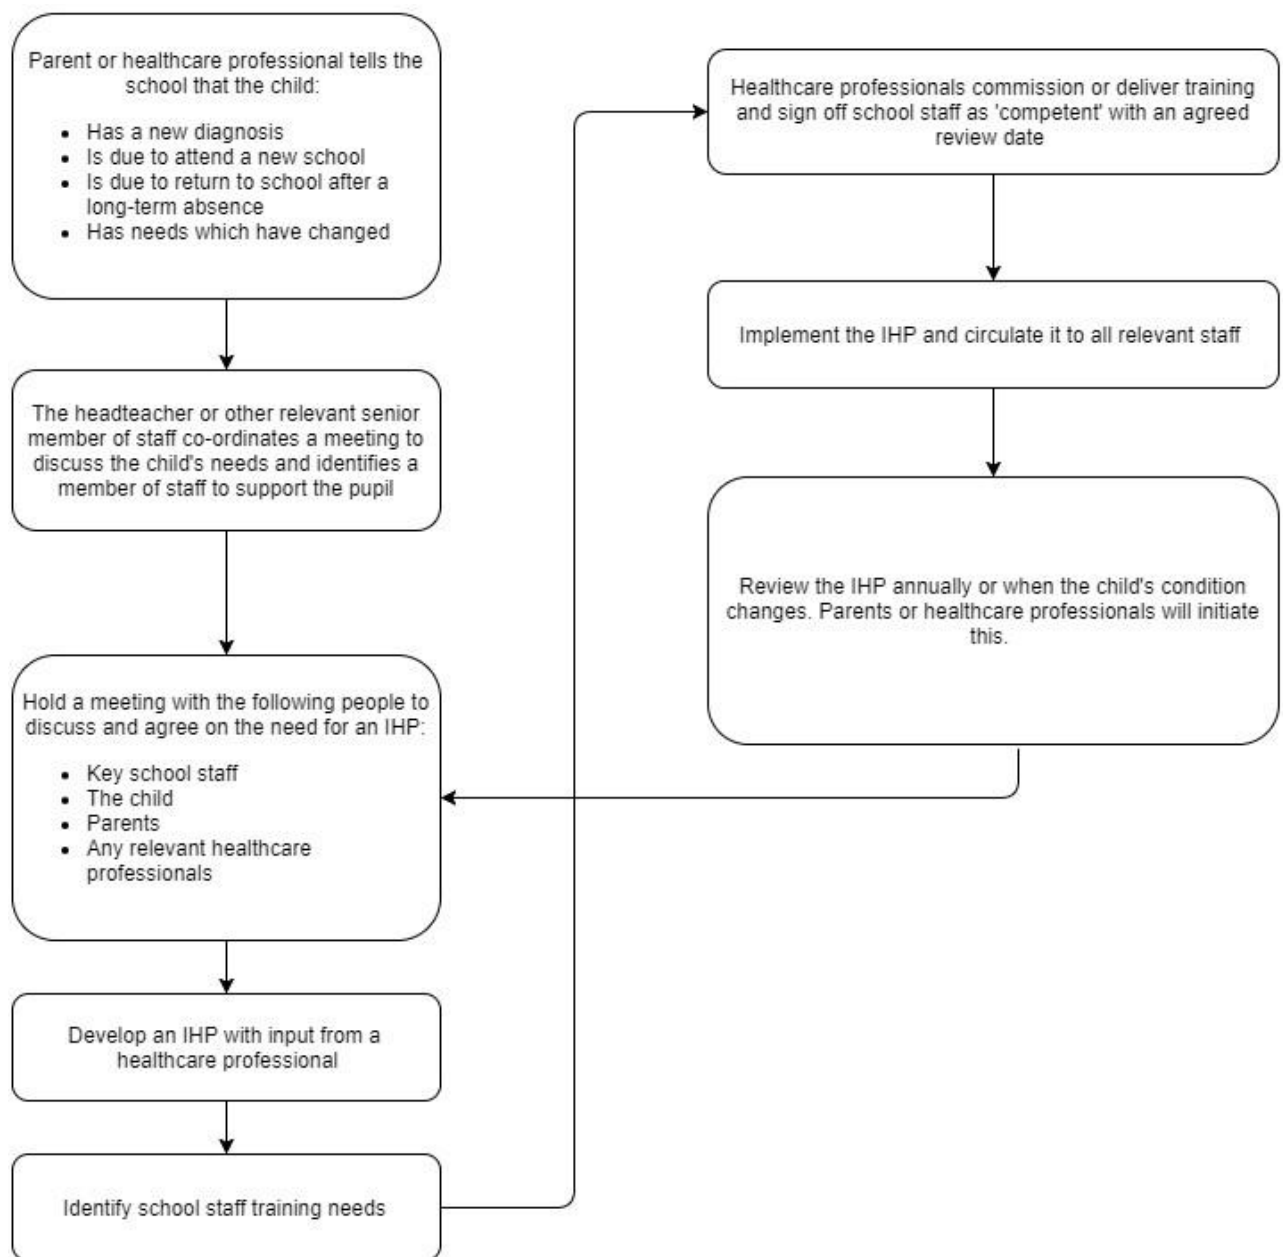 Parent or healthcare professional tells the
school that the child:
• Has a new diagnosis
• Is due to attend a new school
• Is due to return to school after a
long-term absence
• Has needs which have changed
The headteacher or other relevant senior
member of staff co-ordinates a meeting to
discuss the child's needs and identifies a
member of staff to support the pupil
Hold a meeting with the following people to
discuss and agree on the need for an IHP:
• Key school staff
• The child
• Parents
• Any relevant healthcare
professionals
Develop an IHP with input from a
healthcare professional
Identify school staff training needs
Healthcare professionals commission or deliver training
and sign off school staff as 'competent' with an agreed
review date
Implement the IHP and circulate it to all relevant staff
Review the IHP annually or when the child's condition
changes. Parents or healthcare professionals will initiate
this.